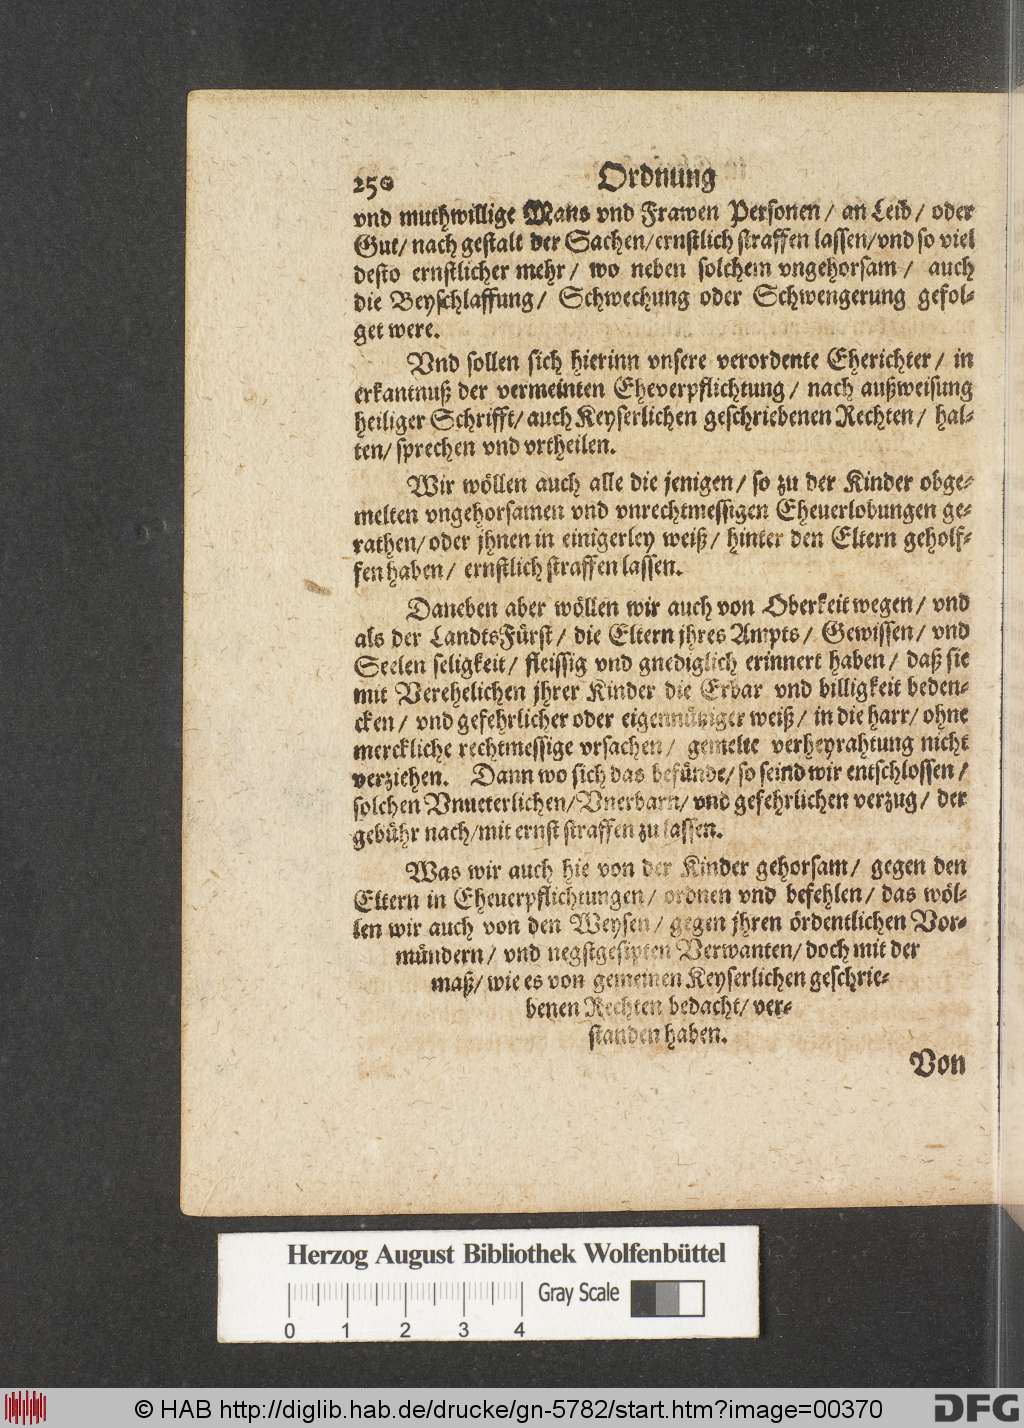 250 Ordnung
vnd muthwillige Mans vnd Frawen Personen / an Leib / oder
Gut / nach gestalt der Sachen / ernstlich straffen lassen / vnd so viel
desto ernstlicher mehr / wo neben solchem vngehorsam / auch
die Beyschlaffung / Schwechung oder Schwengerung gefol-
get were.
Vnd sollen sich hierinn vnsere verordente Eherichter / in
erkantnuß der vermeinten Eheverpflichtung / nach außweisung
heiliger Schrifft / auch Keyserlichen geschriebenen Rechten / hal-
ten / sprechen vnd vrtheilen.
Wir wöllen auch alle die jenigen / so zu der Kinder obge-
melten vngehorsamen vnd vnrechtmessigen Eheuerlobungen ge-
rathen / oder jhnen in einigerley weiß / hinter den Eltern geholf-
fen haben / ernstlich straffen lassen.
Daneben aber wöllen wir auch von Oberkeit wegen / vnd
als der LandtsFürst / die Eltern jhres Ampts / Gewissen / vnd
Seelen seligkeit / fleissig vnd gnediglich erinnert haben / daß sie
mit Verehelichen jhrer Kinder die Erbar vnd billigkeit beden-
cken / vnd gefehrlicher oder eigennütziger weiß / in die harr / ohne
merckliche rechtmessige vrsachen / gemelte verheyrahtung nicht
verziehen. Dann wo sich das befünde / so seind wir entschlossen /
solchen Vnueterlichen / Vnerbarn / vnd gefehrlichen verzug / der
gebühr nach / mit ernst straffen zu lassen.
Was wir auch hie von der Kinder gehorsam / gegen den
Eltern in Eheuerpflichtungen / ordnen vnd befehlen / das wöl-
len wir auch von den Weysen / gegen jhren ördentlichen Vor-
mündern / vnd negstgesipten Verwanten / doch mit der
maß / wie es von gemeinen Keyserlichen geschrie-
benen Rechten bedacht / ver-
standen haben.
Von
Herzog August Bibliothek Wolfenbüttel
Gray Scale
0 1 2 3 4
© HAB http://diglib.hab.de/drucke/gn-5782/start.htm?image=00370
DFG